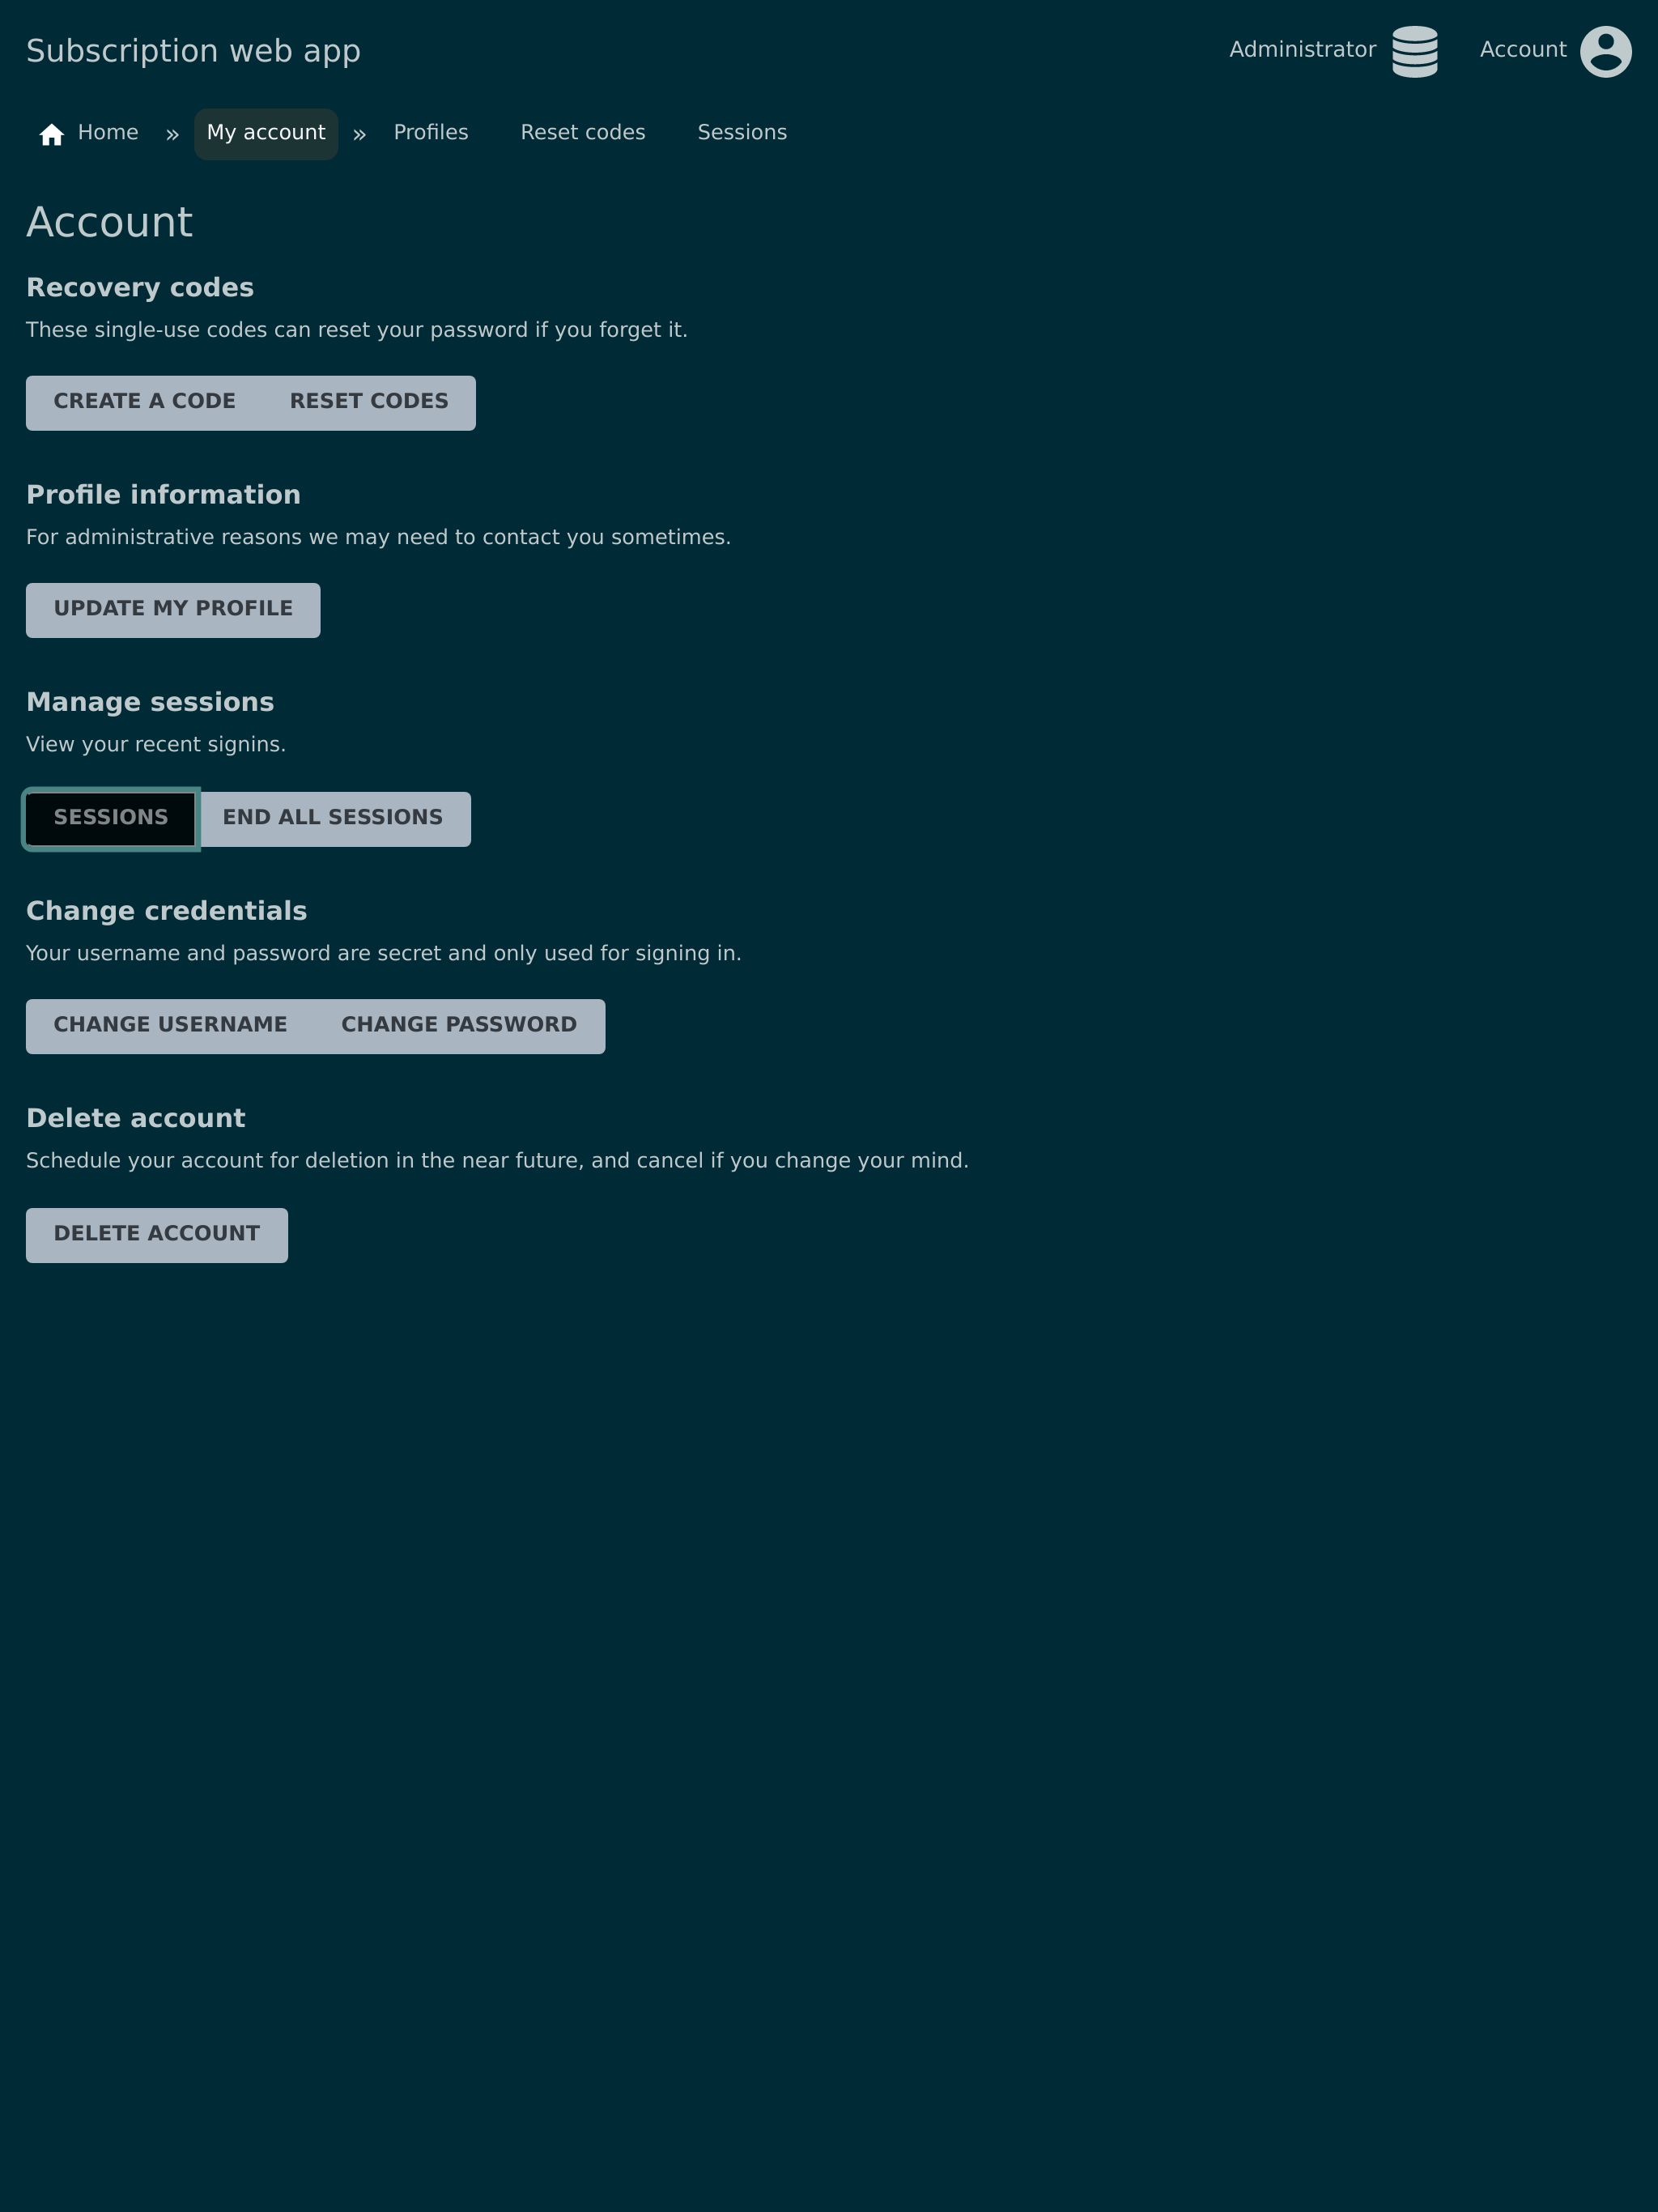 Subscription web app Administrator Account
Home » My account » Profiles Reset codes Sessions
Account
Recovery codes
These single-use codes can reset your password if you forget it.
CREATE A CODE RESET CODES
Profile information
For administrative reasons we may need to contact you sometimes.
UPDATE MY PROFILE
Manage sessions
View your recent signins.
SESSIONS END ALL SESSIONS
Change credentials
Your username and password are secret and only used for signing in.
CHANGE USERNAME CHANGE PASSWORD
Delete account
Schedule your account for deletion in the near future, and cancel if you change your mind.
DELETE ACCOUNT